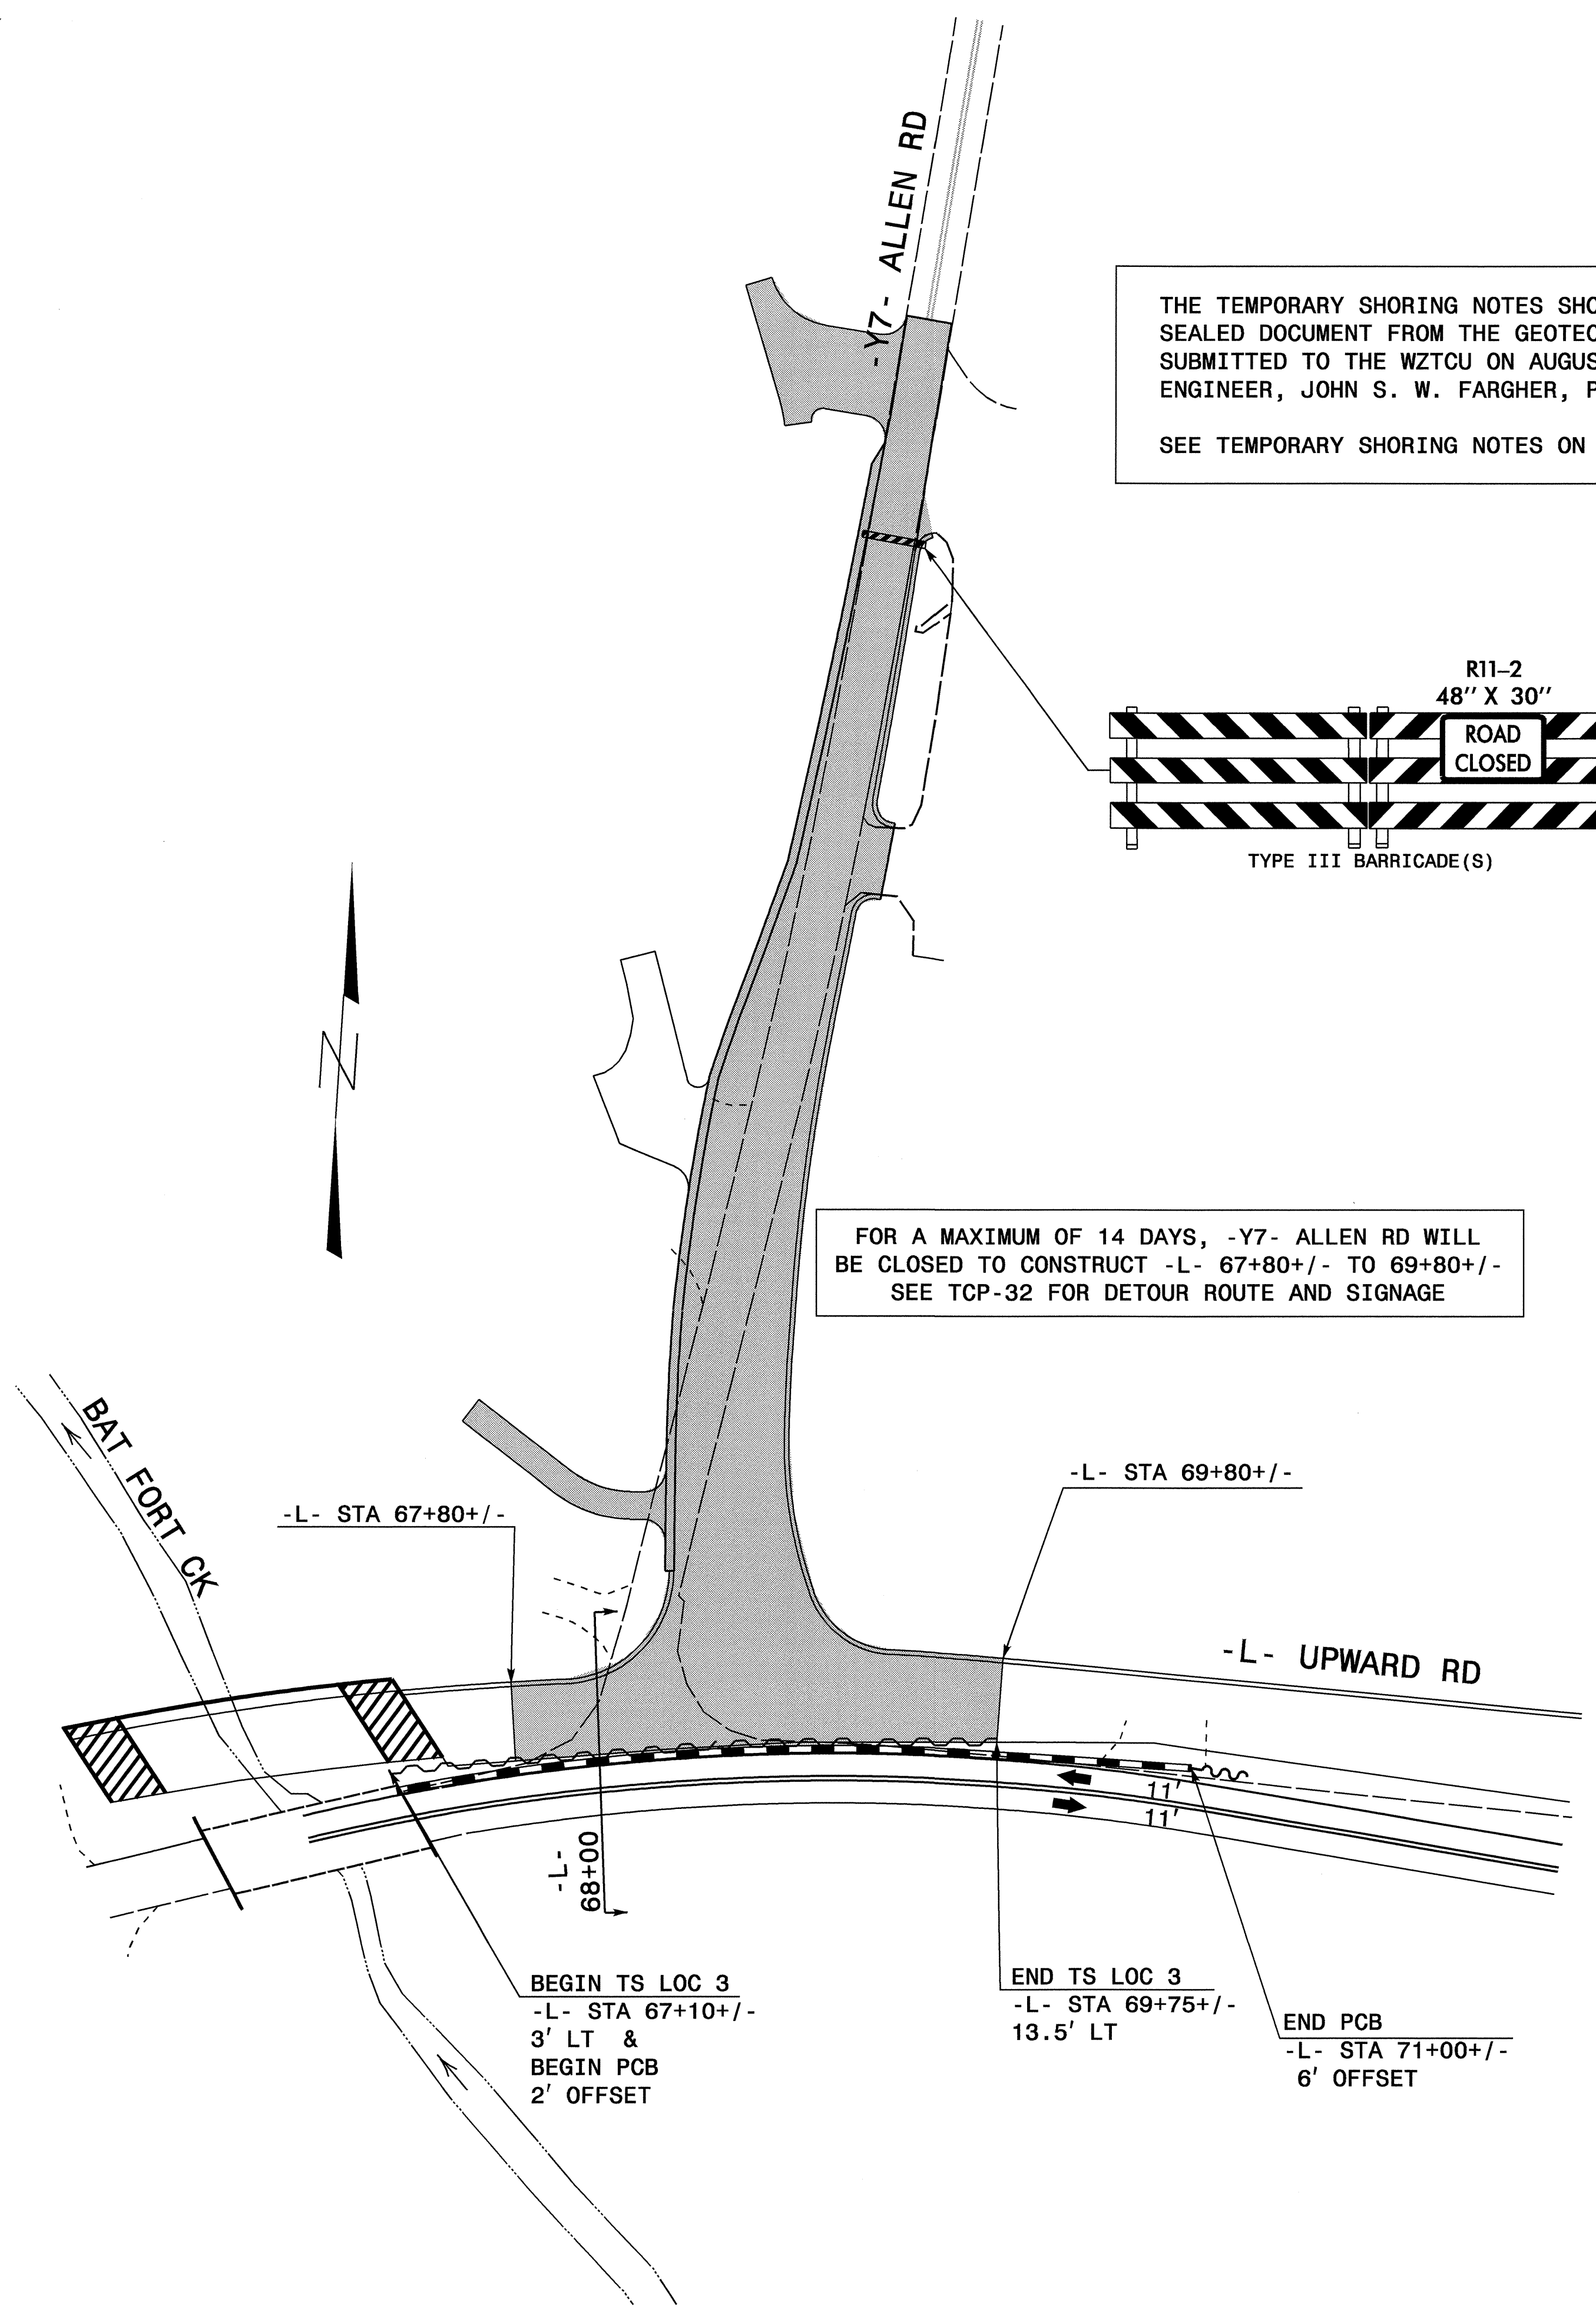 -Y7- ALLEN RD
THE TEMPORARY SHORING NOTES
SEALED DOCUMENT FROM THE
SUBMITTED TO THE WZTCU ON
ENGINEER, JOHN S. W. FARGHER,
SEE TEMPORARY SHORING NOTES ON
R11-2
48" X 30"
ROAD
CLOSED
TYPE III BARRICADE(S)
N
FOR A MAXIMUM OF 14 DAYS, -Y7- ALLEN RD WILL
BE CLOSED TO CONSTRUCT -L- 67+80+/- TO 69+80+/-
SEE TCP-32 FOR DETOUR ROUTE AND SIGNAGE
BAT FORT CK
-L- STA 67+80+/-
-L- STA 69+80+/-
-L- UPWARD RD
11'
11'
-L-
68+00
BEGIN TS LOC 3
-L- STA 67+10+/-
3' LT &
BEGIN PCB
2' OFFSET
END TS LOC 3
-L- STA 69+75+/-
13.5' LT
END PCB
-L- STA 71+00+/-
6' OFFSET